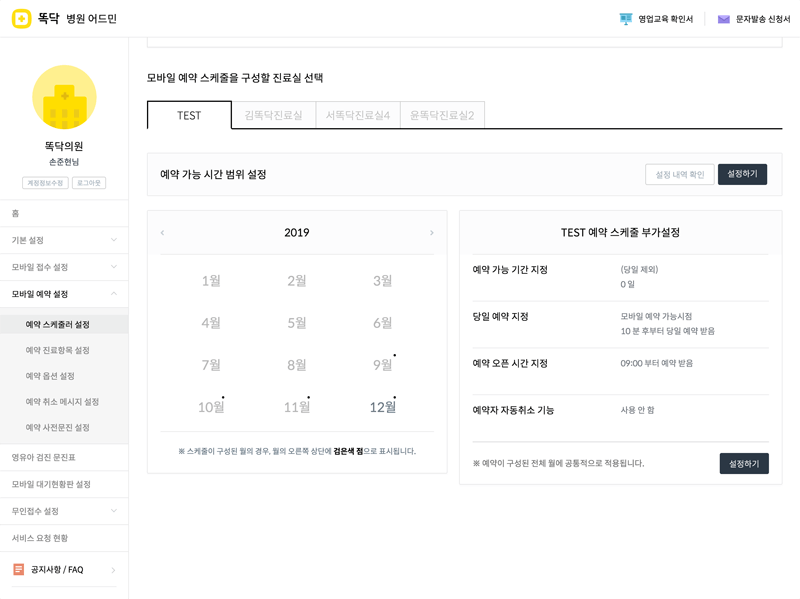 똑닥 병원 어드민
영업교육 확인서
문자발송 신청서
똑닥의원
손준현님
계정정보수정
로그아웃
홈
기본 설정
모바일 접수 설정
모바일 예약 설정
예약 스케줄러 설정
예약 진료항목 설정
예약 옵션 설정
예약 취소 메시지 설정
예약 사전문진 설정
영유아 검진 문진표
모바일 대기현황판 설정
무인접수 설정
서비스 요청 현황
공지사항 / FAQ
모바일 예약 스케줄을 구성할 진료실 선택
TEST
김똑닥진료실
서똑닥진료실4
윤똑닥진료실2
예약 가능 시간 범위 설정
설정 내역 확인
설정하기
2019
1월 2월 3월
4월 5월 6월
7월 8월 9월
10월 11월 12월
※ 스케줄이 구성된 월의 경우, 월의 오른쪽 상단에 검은색 점으로 표시됩니다.
TEST 예약 스케줄 부가설정
예약 가능 기간 지정
(당일 제외)
0 일
당일 예약 지정
모바일 예약 가능시점
10 분 후부터 당일 예약 받음
예약 오픈 시간 지정
09:00 부터 예약 받음
예약자 자동취소 기능
사용 안 함
※ 예약이 구성된 전체 월에 공통적으로 적용됩니다.
설정하기